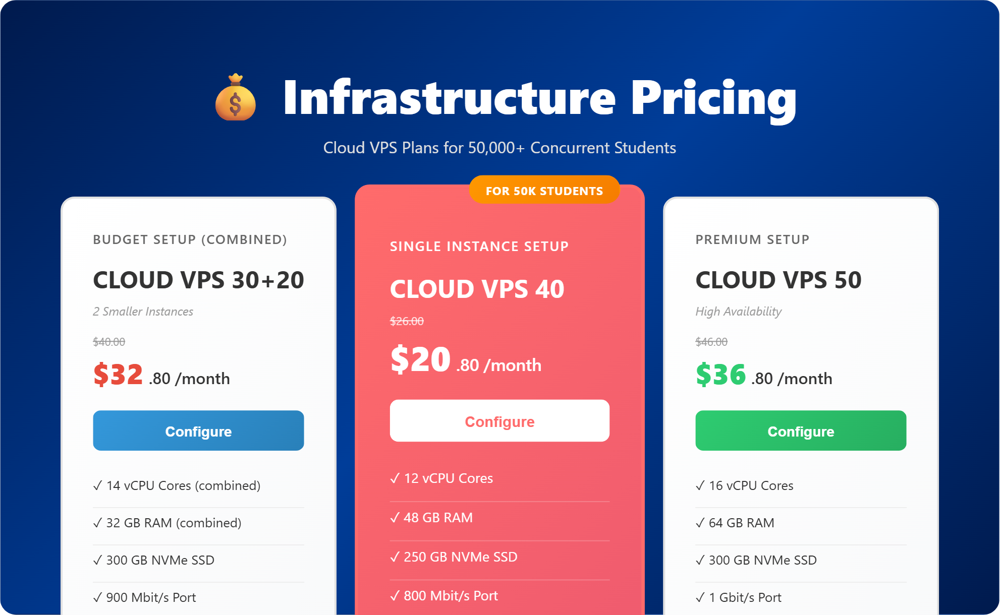 Infrastructure Pricing
Cloud VPS Plans for 50,000+ Concurrent Students
BUDGET SETUP (COMBINED)
CLOUD VPS 30+20
2 Smaller Instances
$40.00
$32 .80 /month
Configure
✓ 14 vCPU Cores (combined)
✓ 32 GB RAM (combined)
✓ 300 GB NVMe SSD
✓ 900 Mbit/s Port
FOR 50K STUDENTS
SINGLE INSTANCE SETUP
CLOUD VPS 40
$26.00
$20 .80 /month
Configure
✓ 12 vCPU Cores
✓ 48 GB RAM
✓ 250 GB NVMe SSD
✓ 800 Mbit/s Port
PREMIUM SETUP
CLOUD VPS 50
High Availability
$46.00
$36 .80 /month
Configure
✓ 16 vCPU Cores
✓ 64 GB RAM
✓ 300 GB NVMe SSD
✓ 1 Gbit/s Port